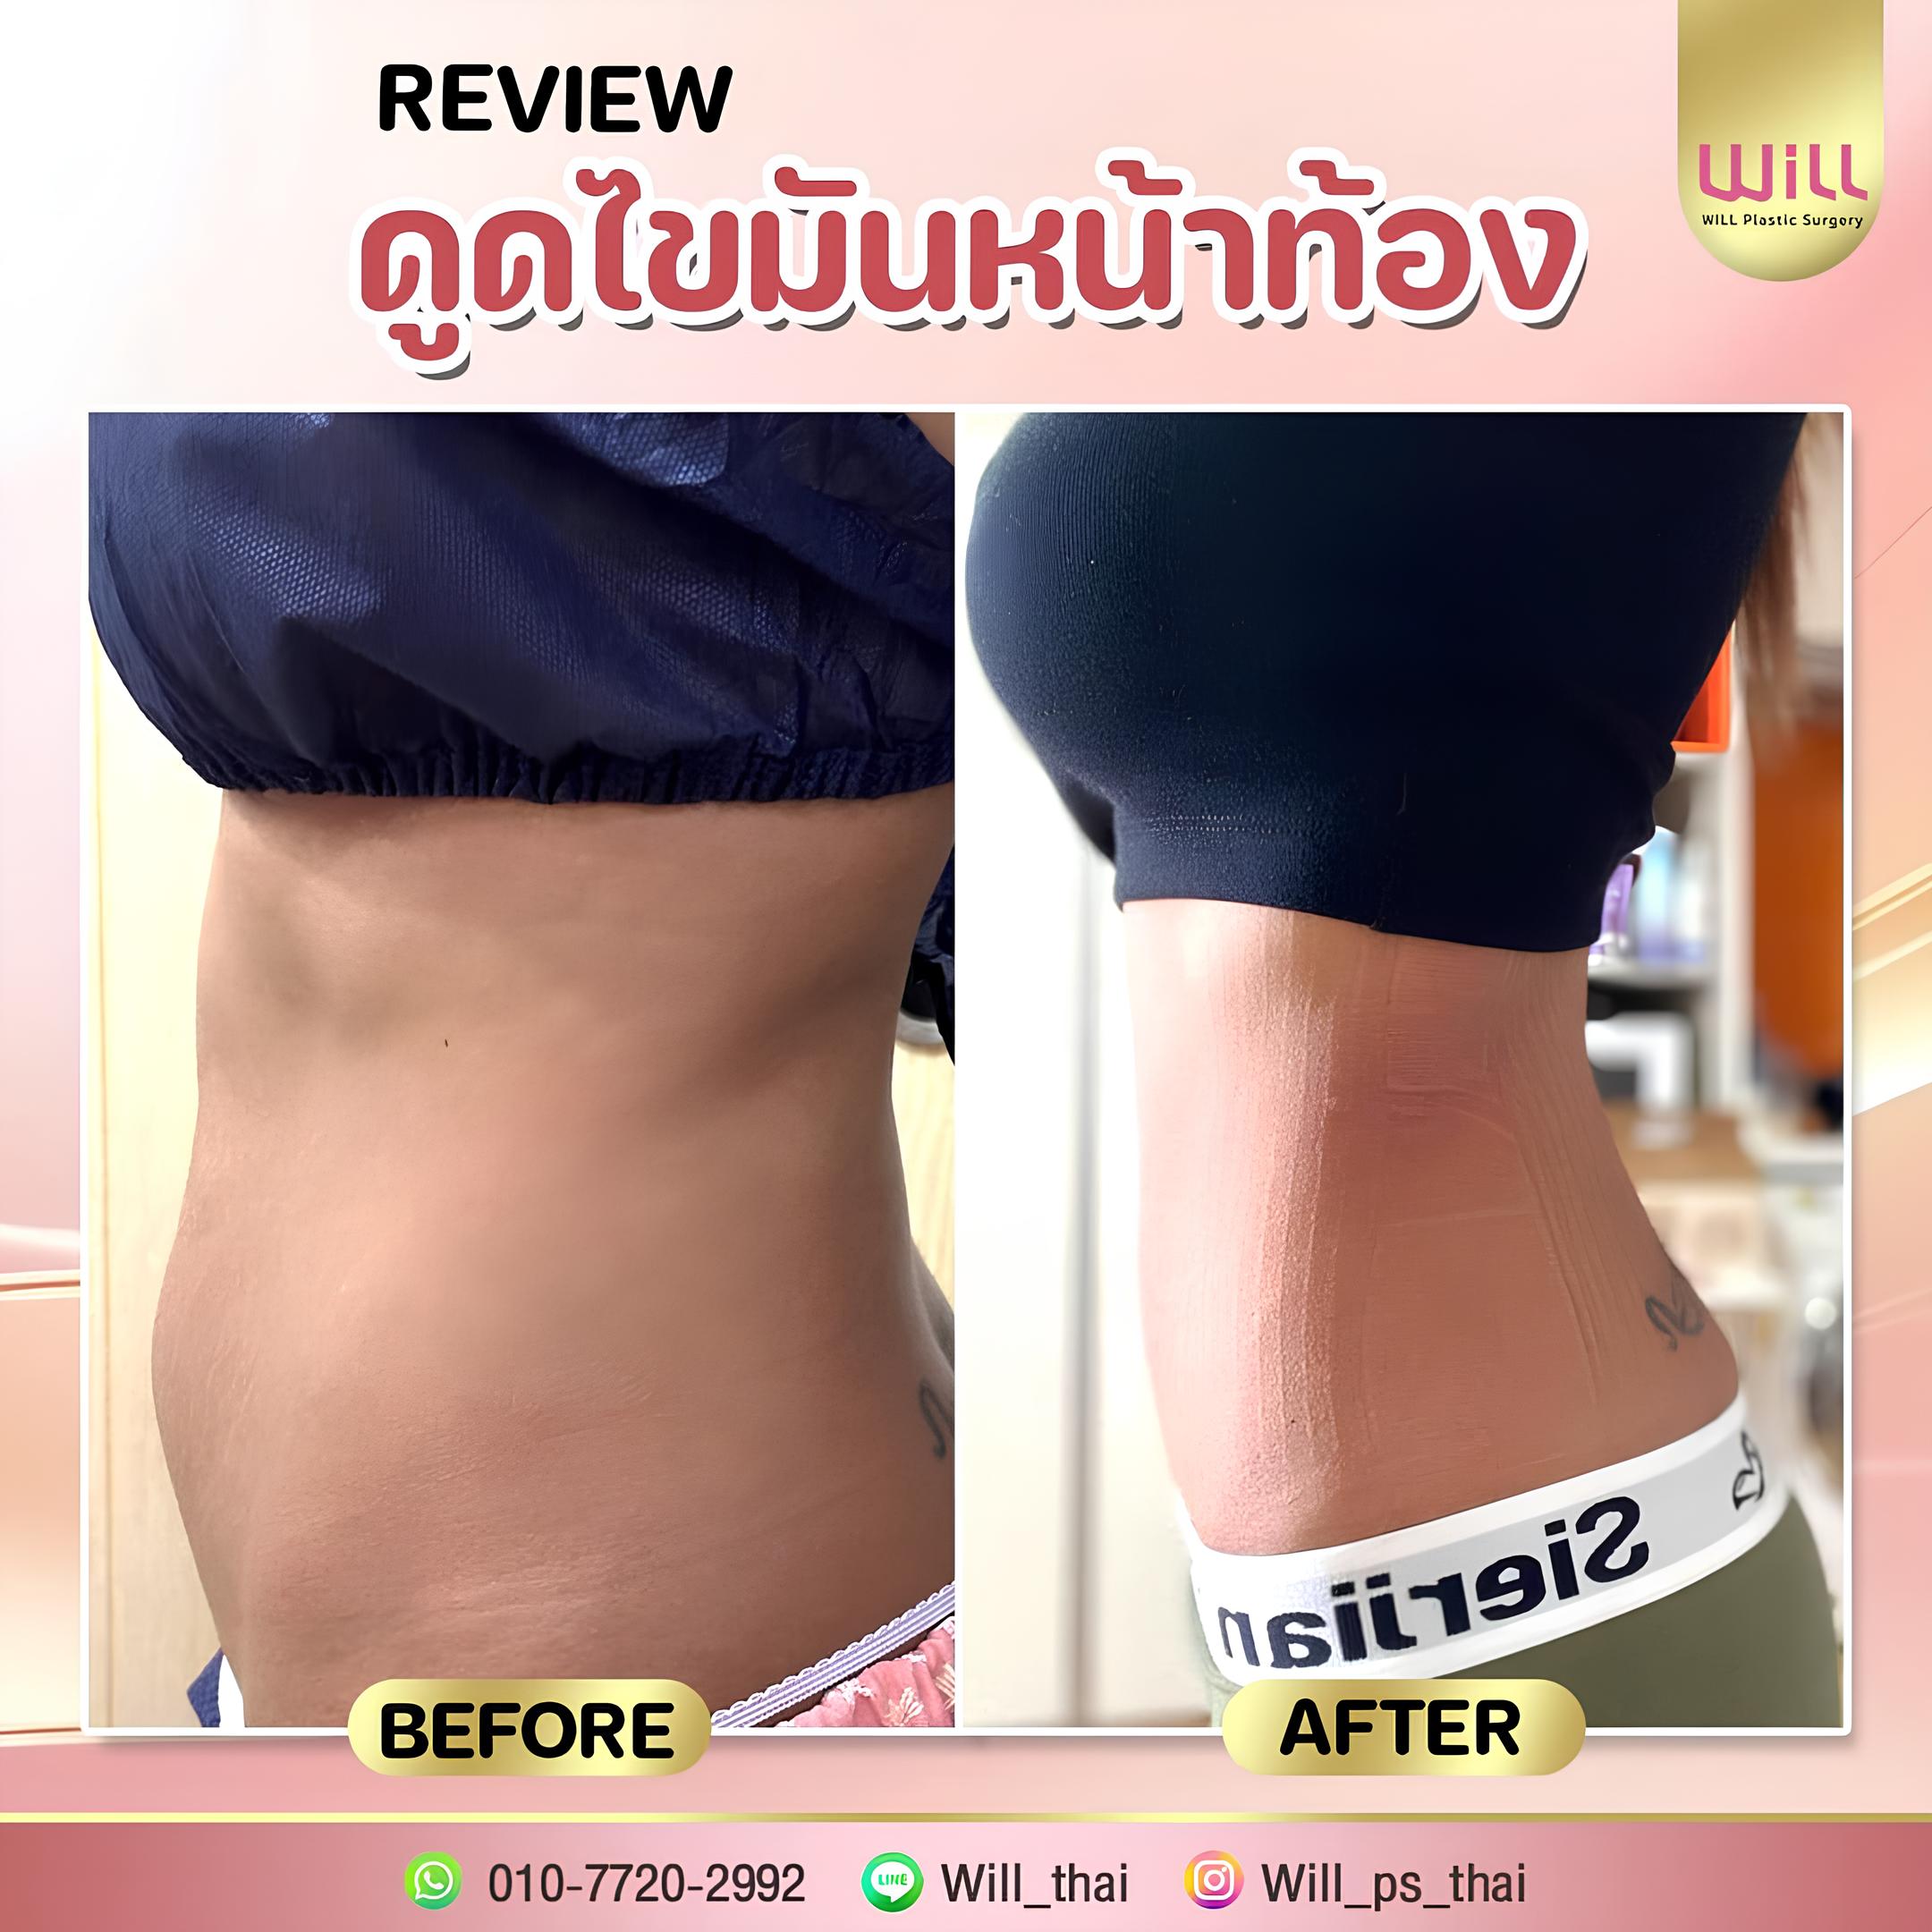 REVIEW
ดูดไขมันหน้าท้อง
Will
WILL Plastic Surgery
Sierjian
BEFORE
AFTER
010-7720-2992
LINE
Will_thai
Will_ps_thai